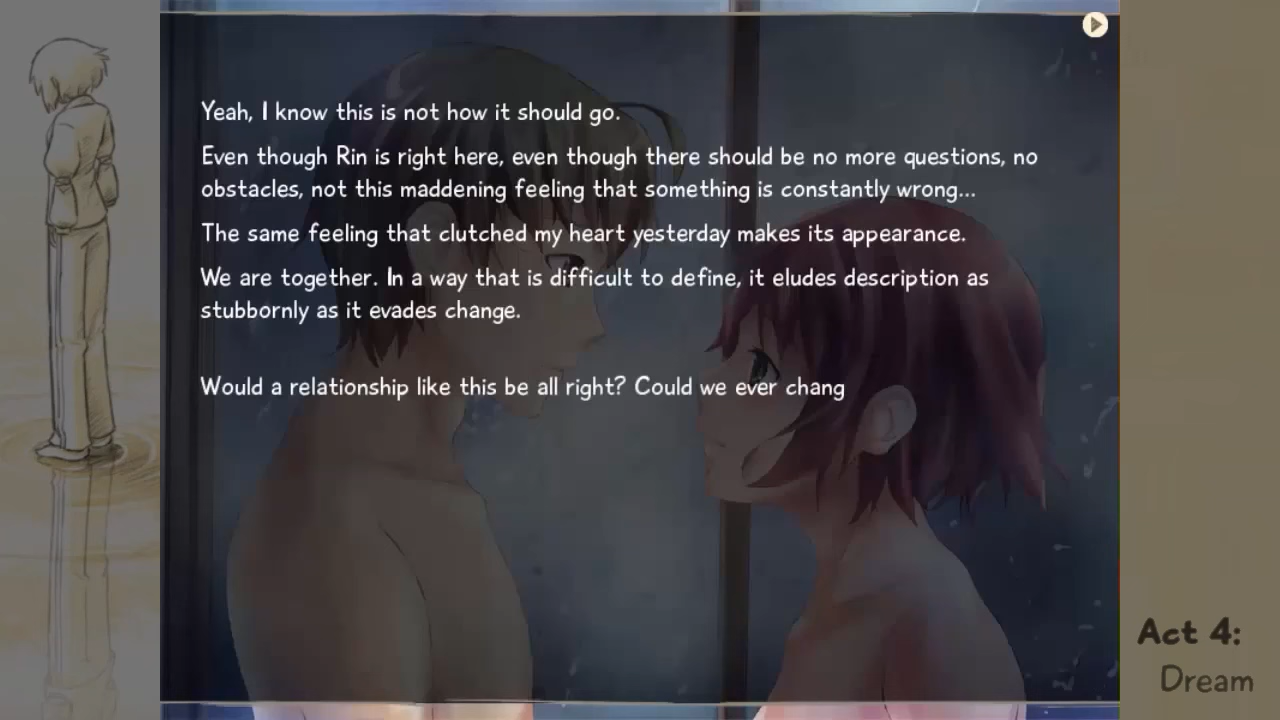 Yeah, I know this is not how it should go.
Even though Rin is right here, even though there should be no more questions, no
obstacles, not this maddening feeling that something is constantly wrong...
The same feeling that clutched my heart yesterday makes its appearance.
We are together. In a way that is difficult to define, it eludes description as
stubbornly as it evades change.
Would a relationship like this be all right? Could we ever chang
Act 4:
Dream